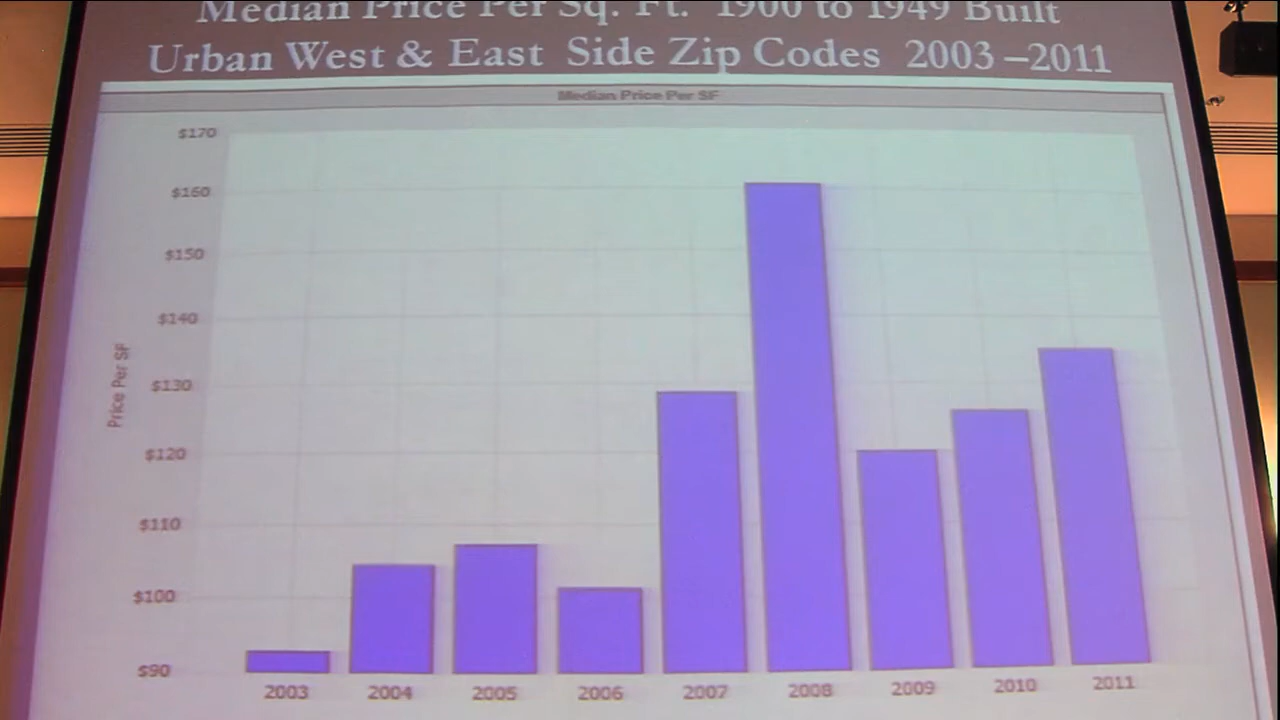 Median Price Per Sq. Ft. 1900 to 1949 Built
Urban West & East Side Zip Codes 2003 –2011
Median Price Per SF
$170
$160
$150
$140
$130
$120
$110
$100
$90
Price Per SF
2003 2004 2005 2006 2007 2008 2009 2010 2011